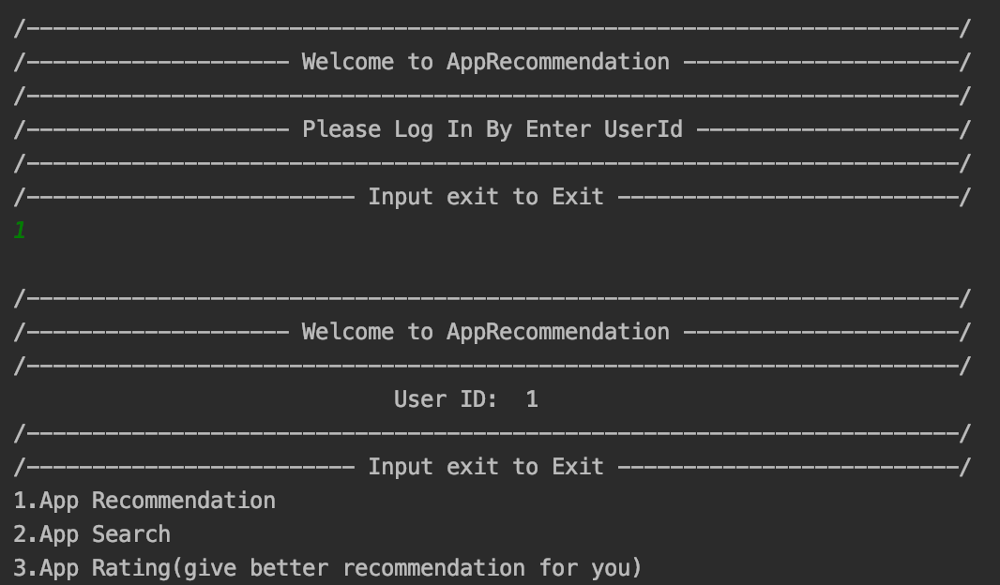 /-----------------------------------------------------------------------/
/-------------------- Welcome to AppRecommendation ---------------------/
/-----------------------------------------------------------------------/
/-------------------- Please Log In By Enter UserId --------------------/
/-----------------------------------------------------------------------/
/------------------------- Input exit to Exit --------------------------/
1
/-----------------------------------------------------------------------/
/-------------------- Welcome to AppRecommendation ---------------------/
/-----------------------------------------------------------------------/
User ID:  1
/-----------------------------------------------------------------------/
/------------------------- Input exit to Exit --------------------------/
1.App Recommendation
2.App Search
3.App Rating(give better recommendation for you)